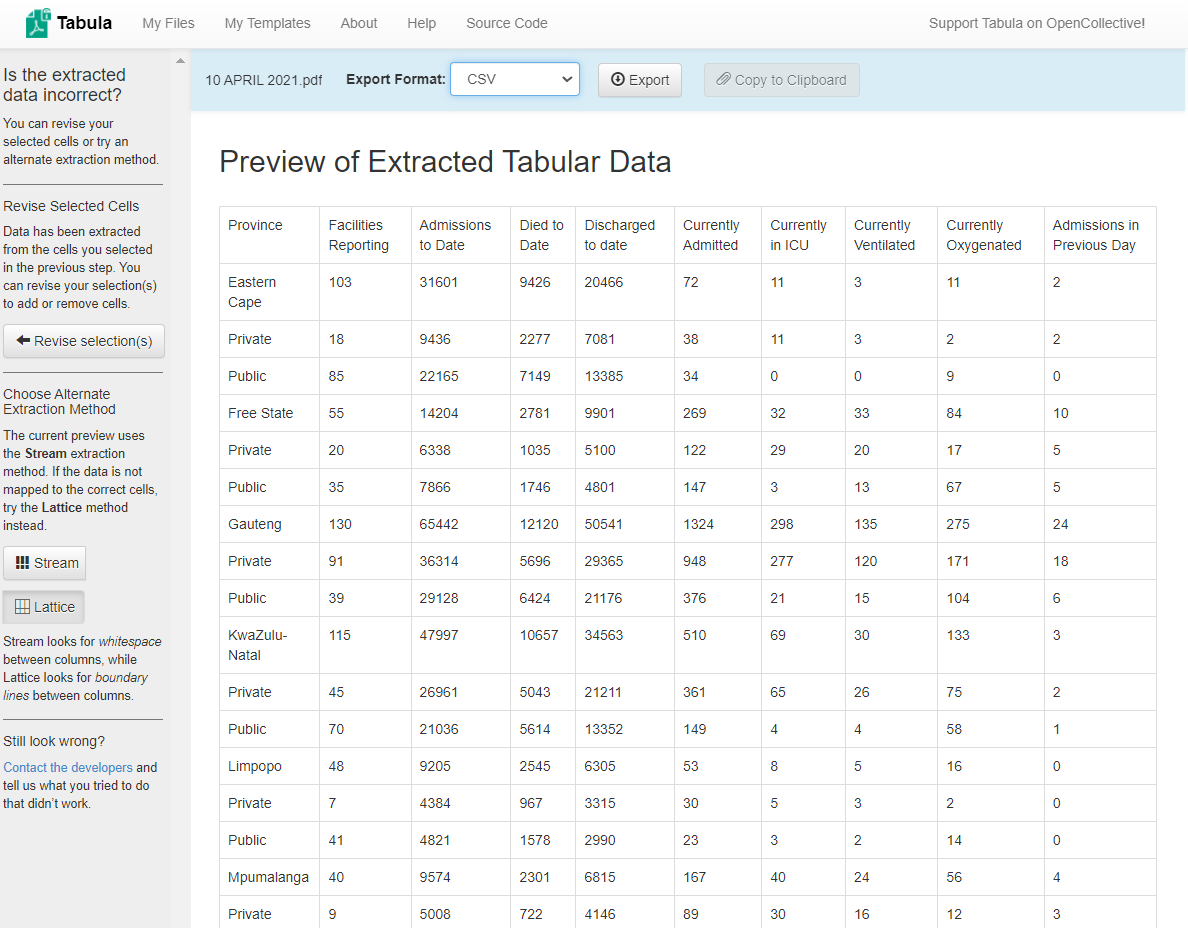 Tabula My Files My Templates About Help Source Code Support Tabula on OpenCollective!
Is the extracted
data incorrect?
You can revise your
selected cells or try an
alternate extraction method.
Revise Selected Cells
Data has been extracted
from the cells you selected
in the previous step. You
can revise your selection(s)
to add or remove cells.
Revise selection(s)
Choose Alternate
Extraction Method
The current preview uses
the Stream extraction
method. If the data is not
mapped to the correct cells,
try the Lattice method
instead.
Stream
Lattice
Stream looks for whitespace
between columns, while
Lattice looks for boundary
lines between columns.
Still look wrong?
Contact the developers and
tell us what you tried to do
that didn't work.
10 APRIL 2021.pdf Export Format: CSV Export Copy to Clipboard
Preview of Extracted Tabular Data
Province Facilities Admissions Died to Discharged Currently Currently Currently Currently Admissions in
Reporting to Date Date to date Admitted in ICU Ventilated Oxygenated Previous Day
Eastern 103 31601 9426 20466 72 11 3 11 2
Cape
Private 18 9436 2277 7081 38 11 3 2 2
Public 85 22165 7149 13385 34 0 0 9 0
Free State 55 14204 2781 9901 269 32 33 84 10
Private 20 6338 1035 5100 122 29 20 17 5
Public 35 7866 1746 4801 147 3 13 67 5
Gauteng 130 65442 12120 50541 1324 298 135 275 24
Private 91 36314 5696 29365 948 277 120 171 18
Public 39 29128 6424 21176 376 21 15 104 6
KwaZulu- 115 47997 10657 34563 510 69 30 133 3
Natal
Private 45 26961 5043 21211 361 65 26 75 2
Public 70 21036 5614 13352 149 4 4 58 1
Limpopo 48 9205 2545 6305 53 8 5 16 0
Private 7 4384 967 3315 30 5 3 2 0
Public 41 4821 1578 2990 23 3 2 14 0
Mpumalanga 40 9574 2301 6815 167 40 24 56 4
Private 9 5008 722 4146 89 30 16 12 3